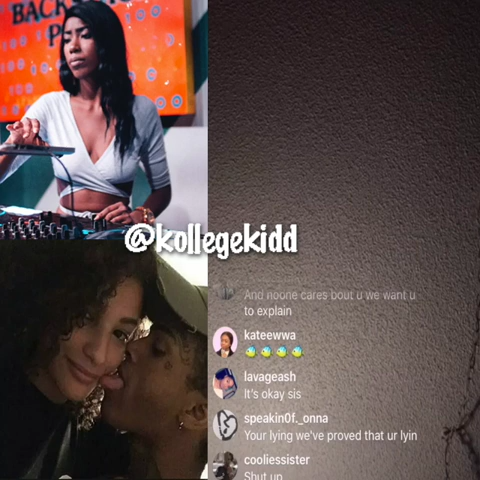 BACKS
P
@kollegekidd
And noone cares bout u we want u
to explain
kateewwa
🐠🐠🐠🐠
lavageash
It's okay sis
speakin0f._onna
Your lying we've proved that ur lyin
cooliessister
Shut up